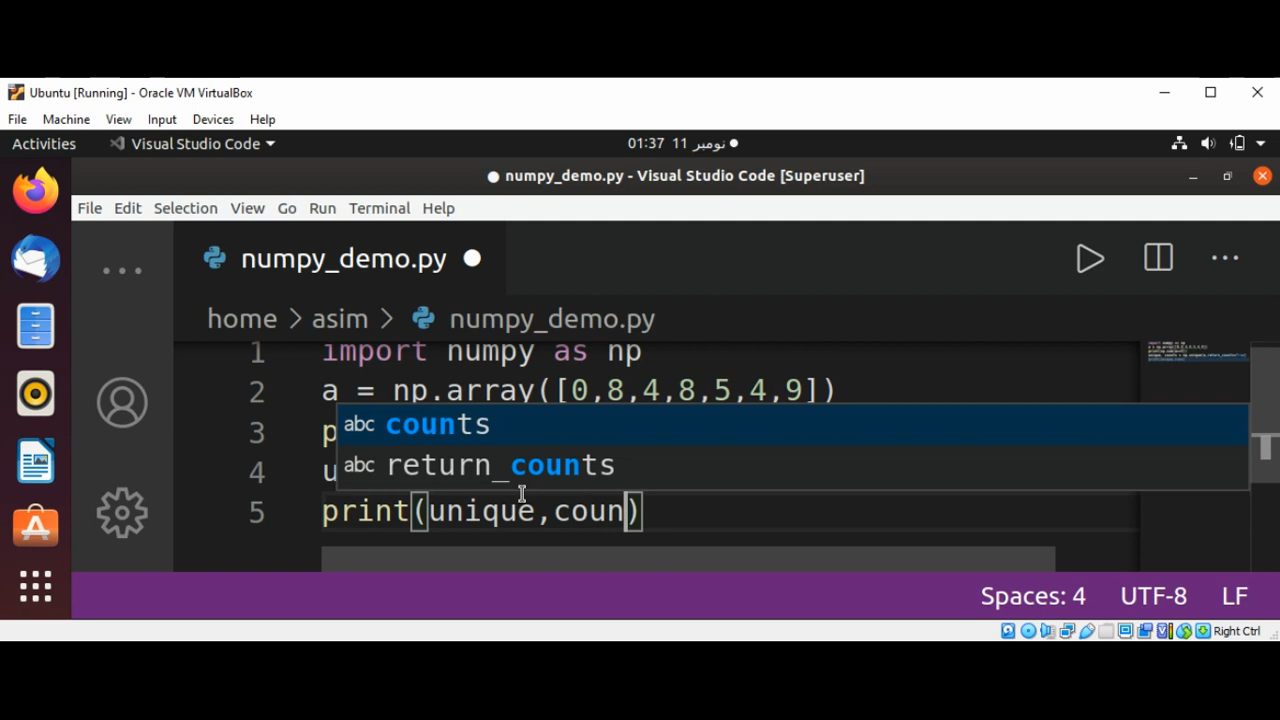 Ubuntu [Running] - Oracle VM VirtualBox
File Machine View Input Devices Help
Activities Visual Studio Code 01:37 11 نومبر
numpy_demo.py - Visual Studio Code [Superuser]
File Edit Selection View Go Run Terminal Help
numpy_demo.py
home > asim > numpy_demo.py
1 import numpy as np
2 a = np.array([0,8,4,8,5,4,9])
abc counts
3 p
abc return_counts
4 u
5 print(unique,coun)
Spaces: 4 UTF-8 LF
Right Ctrl